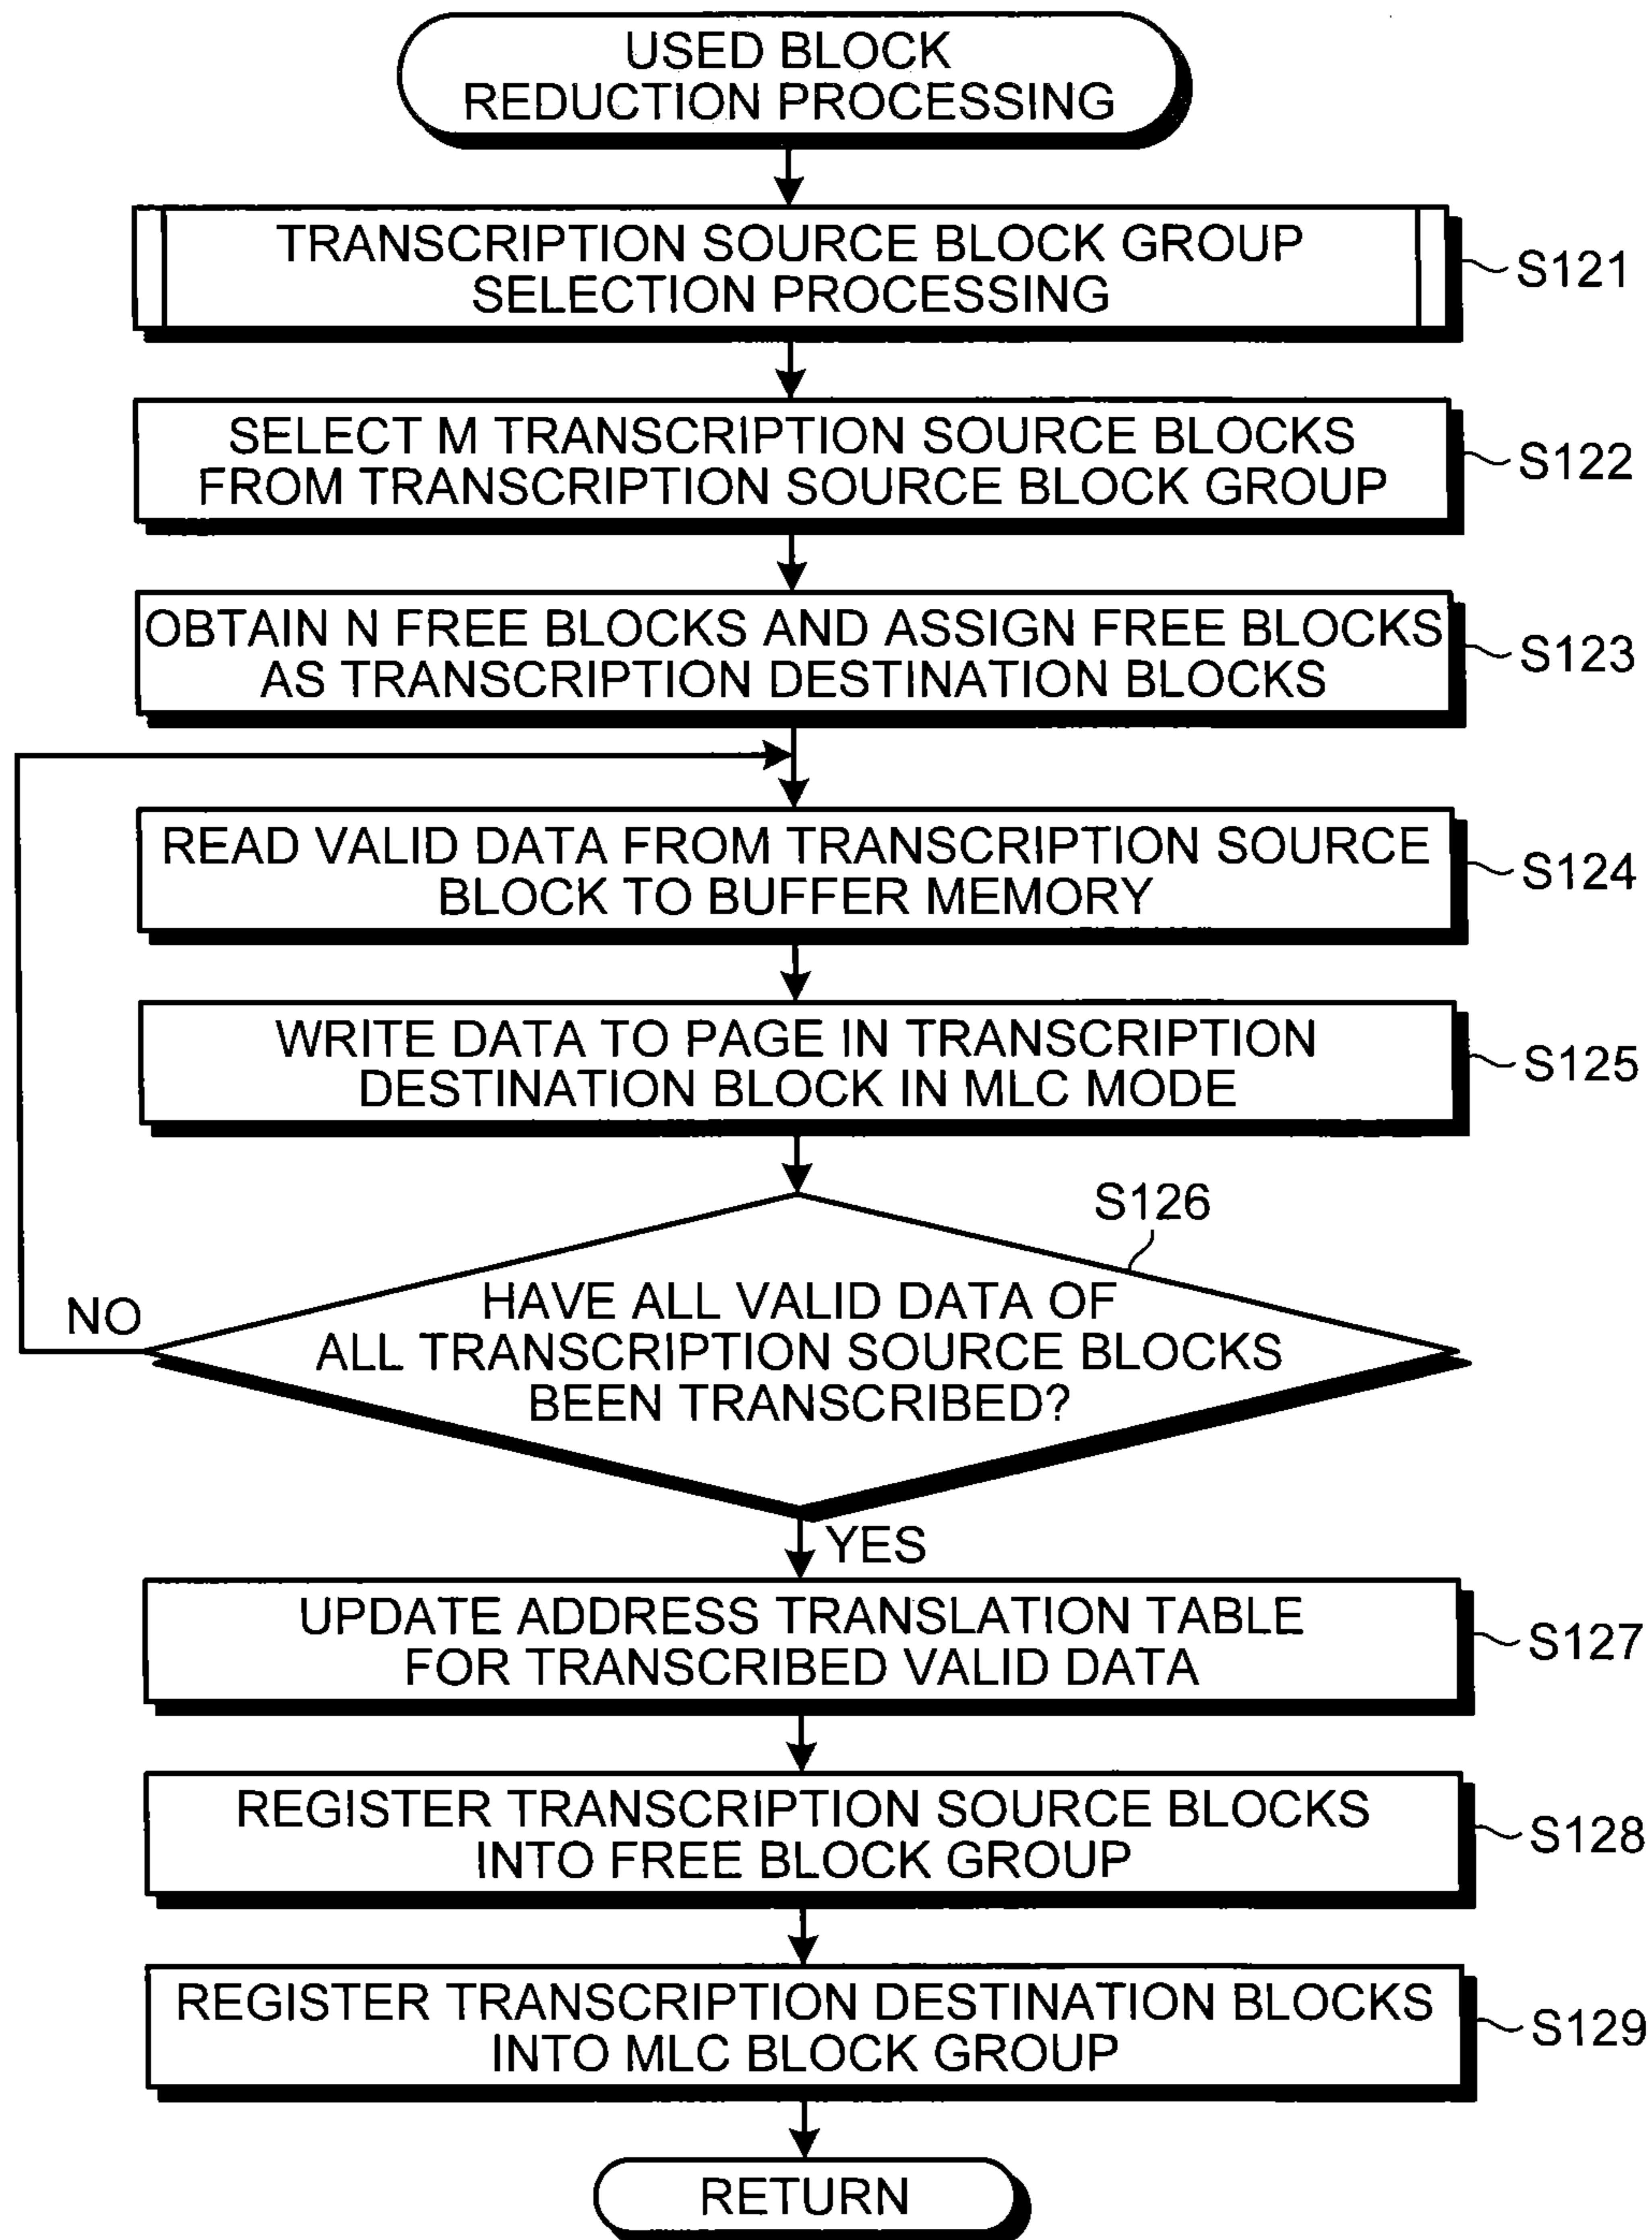 USED BLOCK
REDUCTION PROCESSING
TRANSCRIPTION SOURCE BLOCK GROUP
SELECTION PROCESSING
S121
SELECT M TRANSCRIPTION SOURCE BLOCKS
FROM TRANSCRIPTION SOURCE BLOCK GROUP
S122
OBTAIN N FREE BLOCKS AND ASSIGN FREE BLOCKS
AS TRANSCRIPTION DESTINATION BLOCKS
S123
READ VALID DATA FROM TRANSCRIPTION SOURCE
BLOCK TO BUFFER MEMORY
S124
WRITE DATA TO PAGE IN TRANSCRIPTION
DESTINATION BLOCK IN MLC MODE
S125
S126
HAVE ALL VALID DATA OF
ALL TRANSCRIPTION SOURCE BLOCKS
BEEN TRANSCRIBED?
NO
YES
UPDATE ADDRESS TRANSLATION TABLE
FOR TRANSCRIBED VALID DATA
S127
REGISTER TRANSCRIPTION SOURCE BLOCKS
INTO FREE BLOCK GROUP
S128
REGISTER TRANSCRIPTION DESTINATION BLOCKS
INTO MLC BLOCK GROUP
S129
RETURN